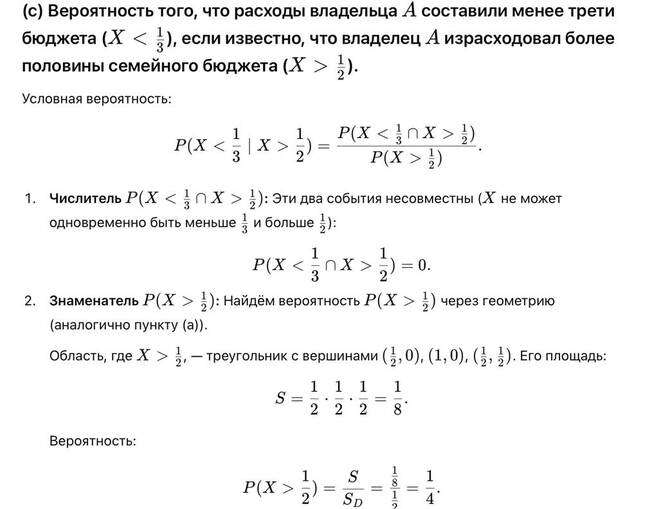 (c) Вероятность того, что расходы владельца A составили менее трети
бюджета (X < 1/3), если известно, что владелец A израсходовал более
половины семейного бюджета (X > 1/2).
Условная вероятность:
P(X < 1/3 | X > 1/2) = P(X < 1/3 ∩ X > 1/2) / P(X > 1/2).
1. Числитель P(X < 1/3 ∩ X > 1/2): Эти два события несовместны (X не может
одновременно быть меньше 1/3 и больше 1/2):
P(X < 1/3 ∩ X > 1/2) = 0.
2. Знаменатель P(X > 1/2): Найдём вероятность P(X > 1/2) через геометрию
(аналогично пункту (a)).
Область, где X > 1/2, — треугольник с вершинами (1/2, 0), (1, 0), (1/2, 1/2). Его площадь:
S = 1/2 · 1/2 · 1/2 = 1/8.
Вероятность:
P(X > 1/2) = S/S_D = (1/8)/(1/2) = 1/4.